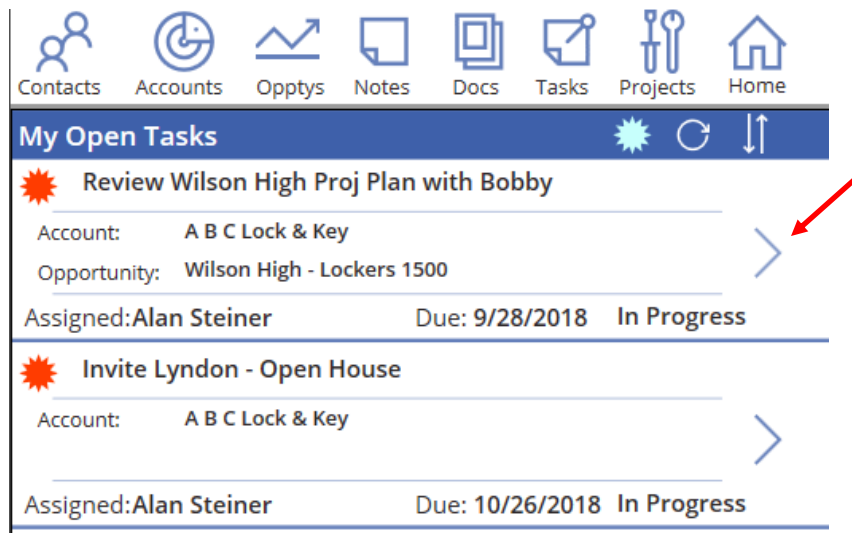 Contacts Accounts Opptys Notes Docs Tasks Projects Home
My Open Tasks
Review Wilson High Proj Plan with Bobby
Account: A B C Lock & Key
Opportunity: Wilson High - Lockers 1500
Assigned:Alan Steiner Due: 9/28/2018 In Progress
Invite Lyndon - Open House
Account: A B C Lock & Key
Assigned:Alan Steiner Due: 10/26/2018 In Progress